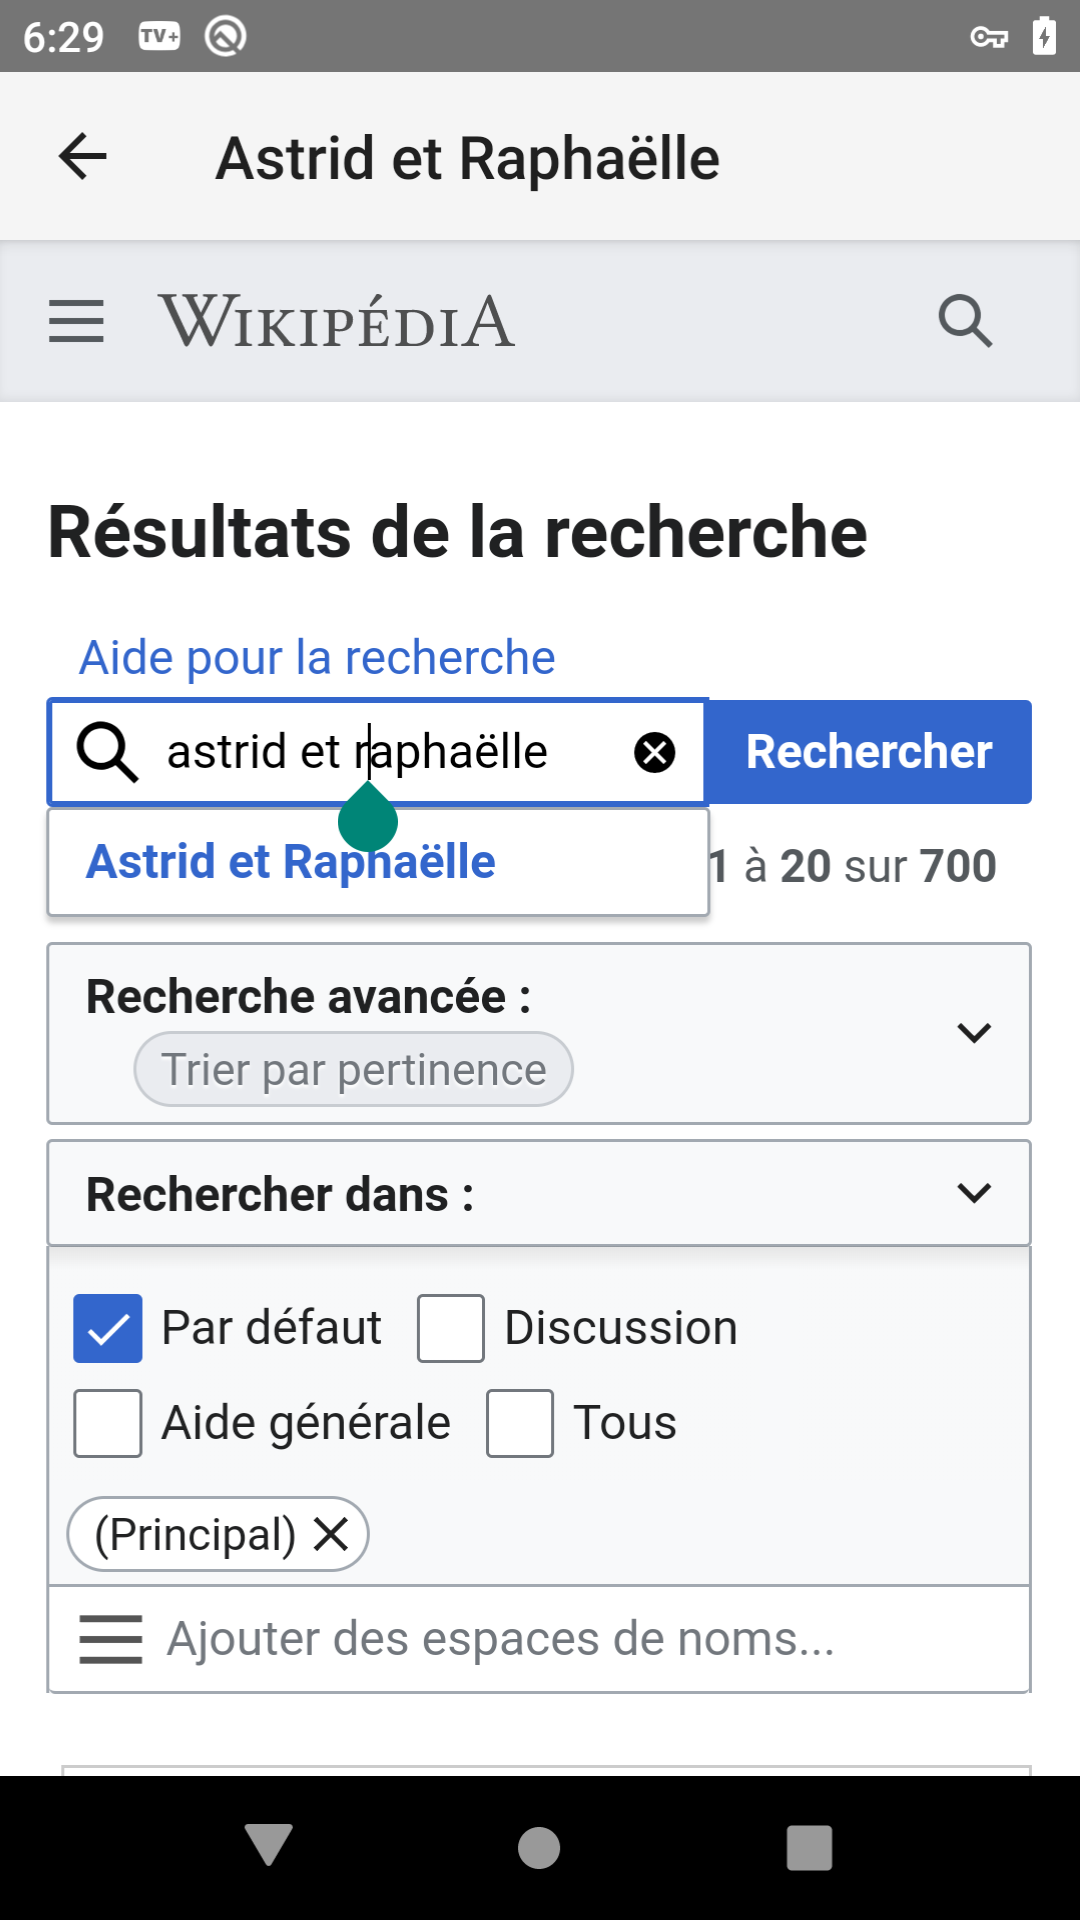 6:29 TV+
Astrid et Raphaëlle
WIKIPÉDIA
Résultats de la recherche
Aide pour la recherche
astrid et raphaëlle Rechercher
Astrid et Raphaëlle 1 à 20 sur 700
Recherche avancée :
Trier par pertinence
Rechercher dans :
Par défaut Discussion
Aide générale Tous
(Principal)
Ajouter des espaces de noms...